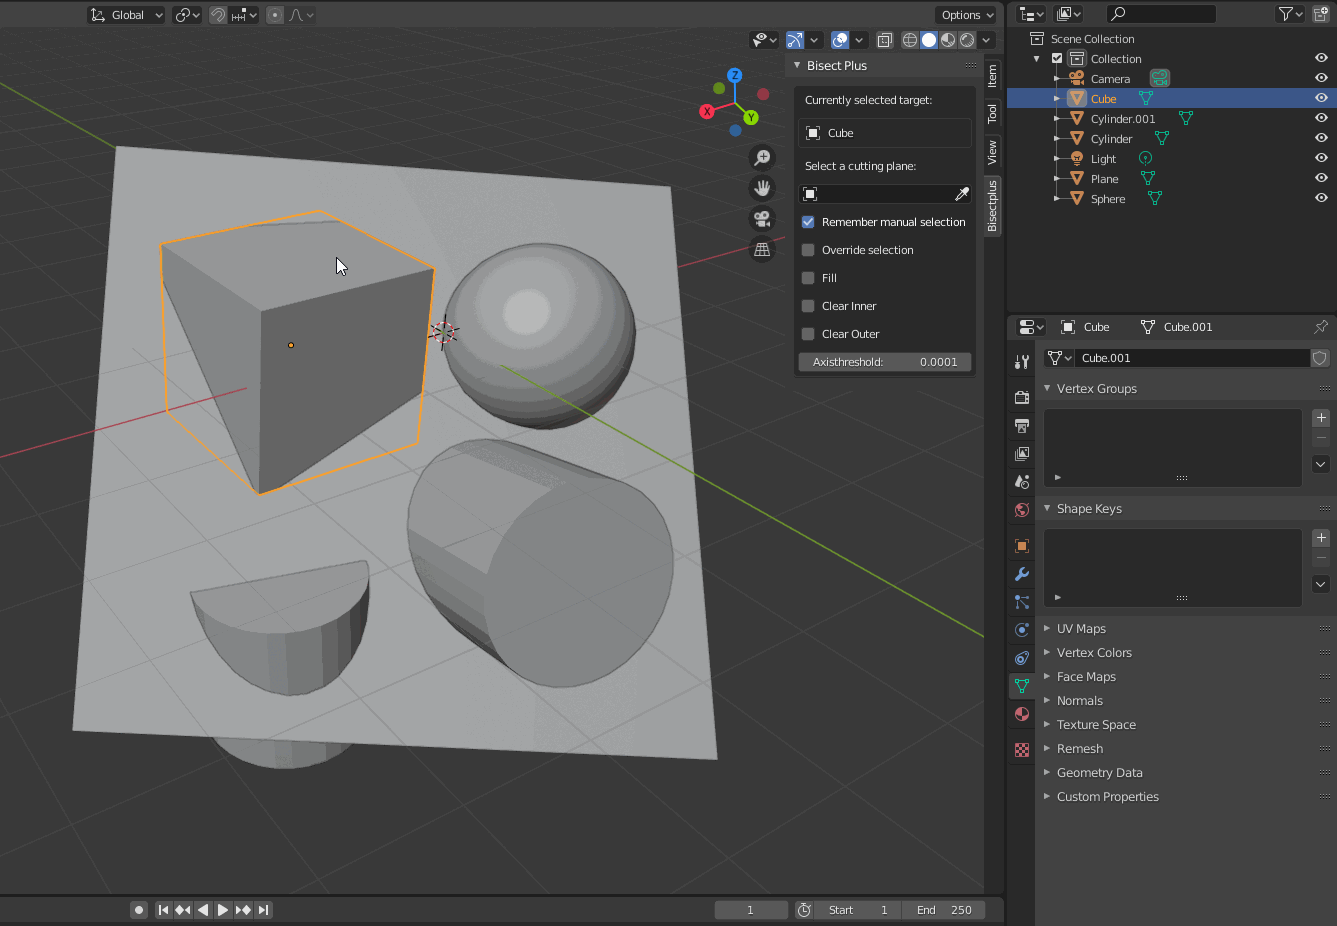 Global
Options
Scene Collection
Collection
Camera
Cube
Cylinder.001
Cylinder
Light
Plane
Sphere
Z
X
Y
Bisect Plus
Currently selected target:
Cube
Select a cutting plane:
Remember manual selection
Override selection
Fill
Clear Inner
Clear Outer
Axisthreshold: 0.0001
Item
Tool
View
Bisectplus
Cube Cube.001
Cube.001
Vertex Groups
Shape Keys
UV Maps
Vertex Colors
Face Maps
Normals
Texture Space
Remesh
Geometry Data
Custom Properties
1 Start 1 End 250